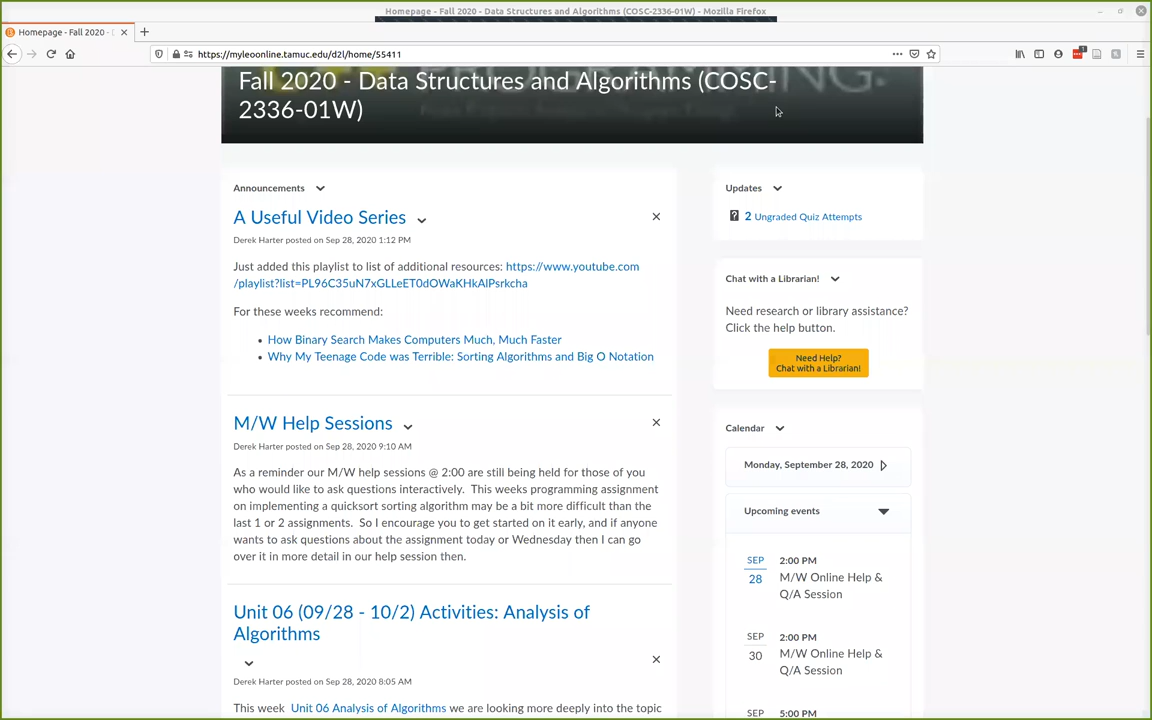 Homepage - Fall 2020 - Data Structures and Algorithms (COSC-2336-01W) - Mozilla Firefox
Homepage - Fall 2020 -
https://myleoonline.tamuc.edu/d2l/home/55411
Fall 2020 - Data Structures and Algorithms (COSC-
2336-01W)
Announcements
A Useful Video Series
Derek Harter posted on Sep 28, 2020 1:12 PM
Just added this playlist to list of additional resources: https://www.youtube.com
/playlist?list=PL96C35uN7xGLLeET0dOWaKHkAlPsrkcha
For these weeks recommend:
• How Binary Search Makes Computers Much, Much Faster
• Why My Teenage Code was Terrible: Sorting Algorithms and Big O Notation
M/W Help Sessions
Derek Harter posted on Sep 28, 2020 9:10 AM
As a reminder our M/W help sessions @ 2:00 are still being held for those of you
who would like to ask questions interactively. This weeks programming assignment
on implementing a quicksort sorting algorithm may be a bit more difficult than the
last 1 or 2 assignments. So I encourage you to get started on it early, and if anyone
wants to ask questions about the assignment today or Wednesday then I can go
over it in more detail in our help session then.
Unit 06 (09/28 - 10/2) Activities: Analysis of
Algorithms
Derek Harter posted on Sep 28, 2020 8:05 AM
This week Unit 06 Analysis of Algorithms we are looking more deeply into the topic
Updates
2 Ungraded Quiz Attempts
Chat with a Librarian!
Need research or library assistance?
Click the help button.
Need Help?
Chat with a Librarian!
Calendar
Monday, September 28, 2020
Upcoming events
SEP
28
2:00 PM
M/W Online Help &
Q/A Session
SEP
30
2:00 PM
M/W Online Help &
Q/A Session
SEP
5:00 PM